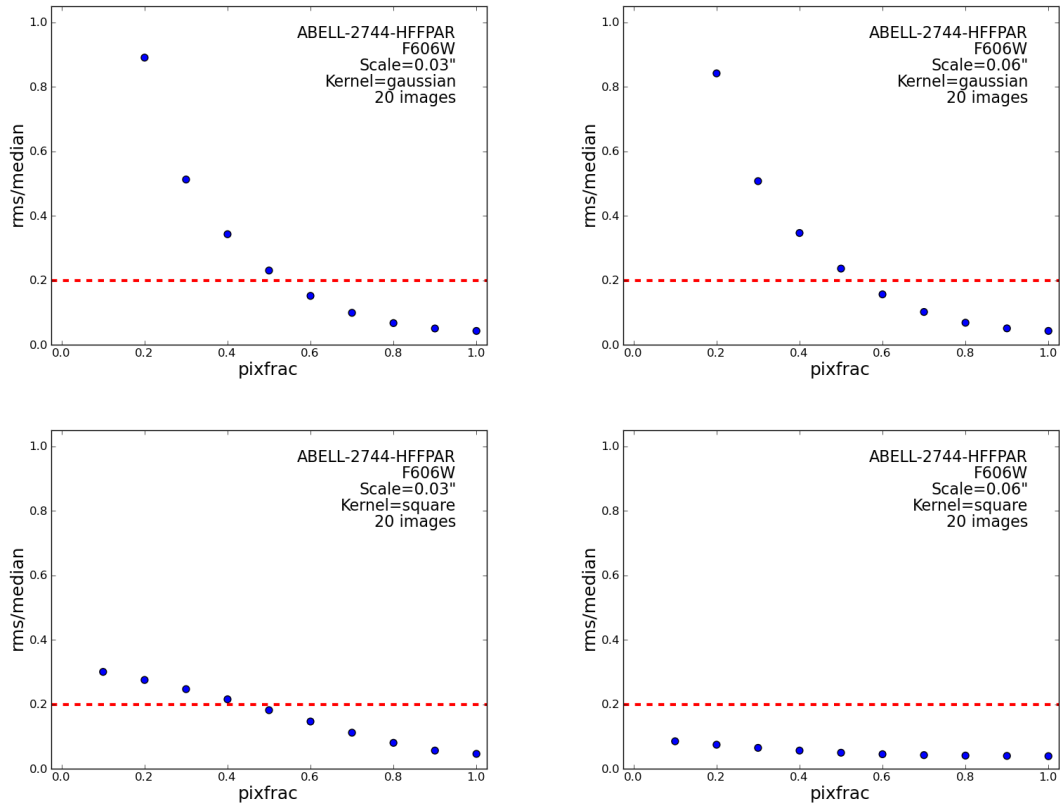 ABELL-2744-HFFPAR
F606W
Scale=0.03"
Kernel=gaussian
20 images
rms/median
1.0
0.8
0.6
0.4
0.2
0.0
0.0 0.2 0.4 0.6 0.8 1.0
pixfrac
ABELL-2744-HFFPAR
F606W
Scale=0.06"
Kernel=gaussian
20 images
rms/median
1.0
0.8
0.6
0.4
0.2
0.0
0.0 0.2 0.4 0.6 0.8 1.0
pixfrac
ABELL-2744-HFFPAR
F606W
Scale=0.03"
Kernel=square
20 images
rms/median
1.0
0.8
0.6
0.4
0.2
0.0
0.0 0.2 0.4 0.6 0.8 1.0
pixfrac
ABELL-2744-HFFPAR
F606W
Scale=0.06"
Kernel=square
20 images
rms/median
1.0
0.8
0.6
0.4
0.2
0.0
0.0 0.2 0.4 0.6 0.8 1.0
pixfrac